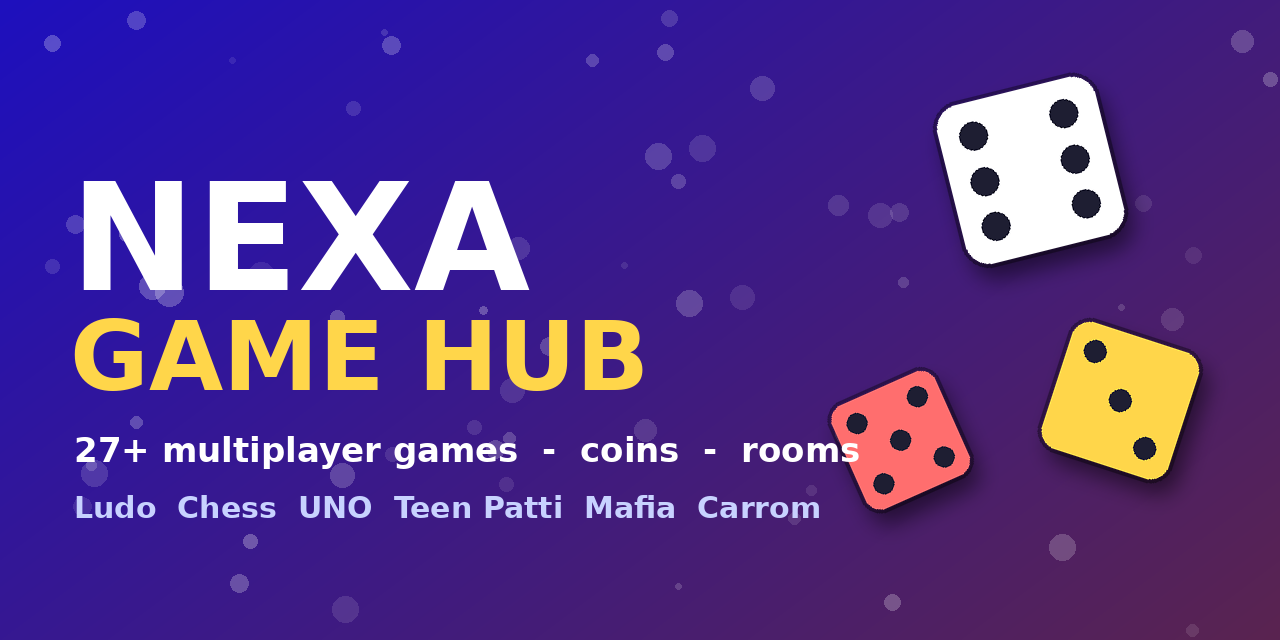 NEXA
GAME HUB
27+ multiplayer games - coins - rooms
Ludo Chess UNO Teen Patti Mafia Carrom